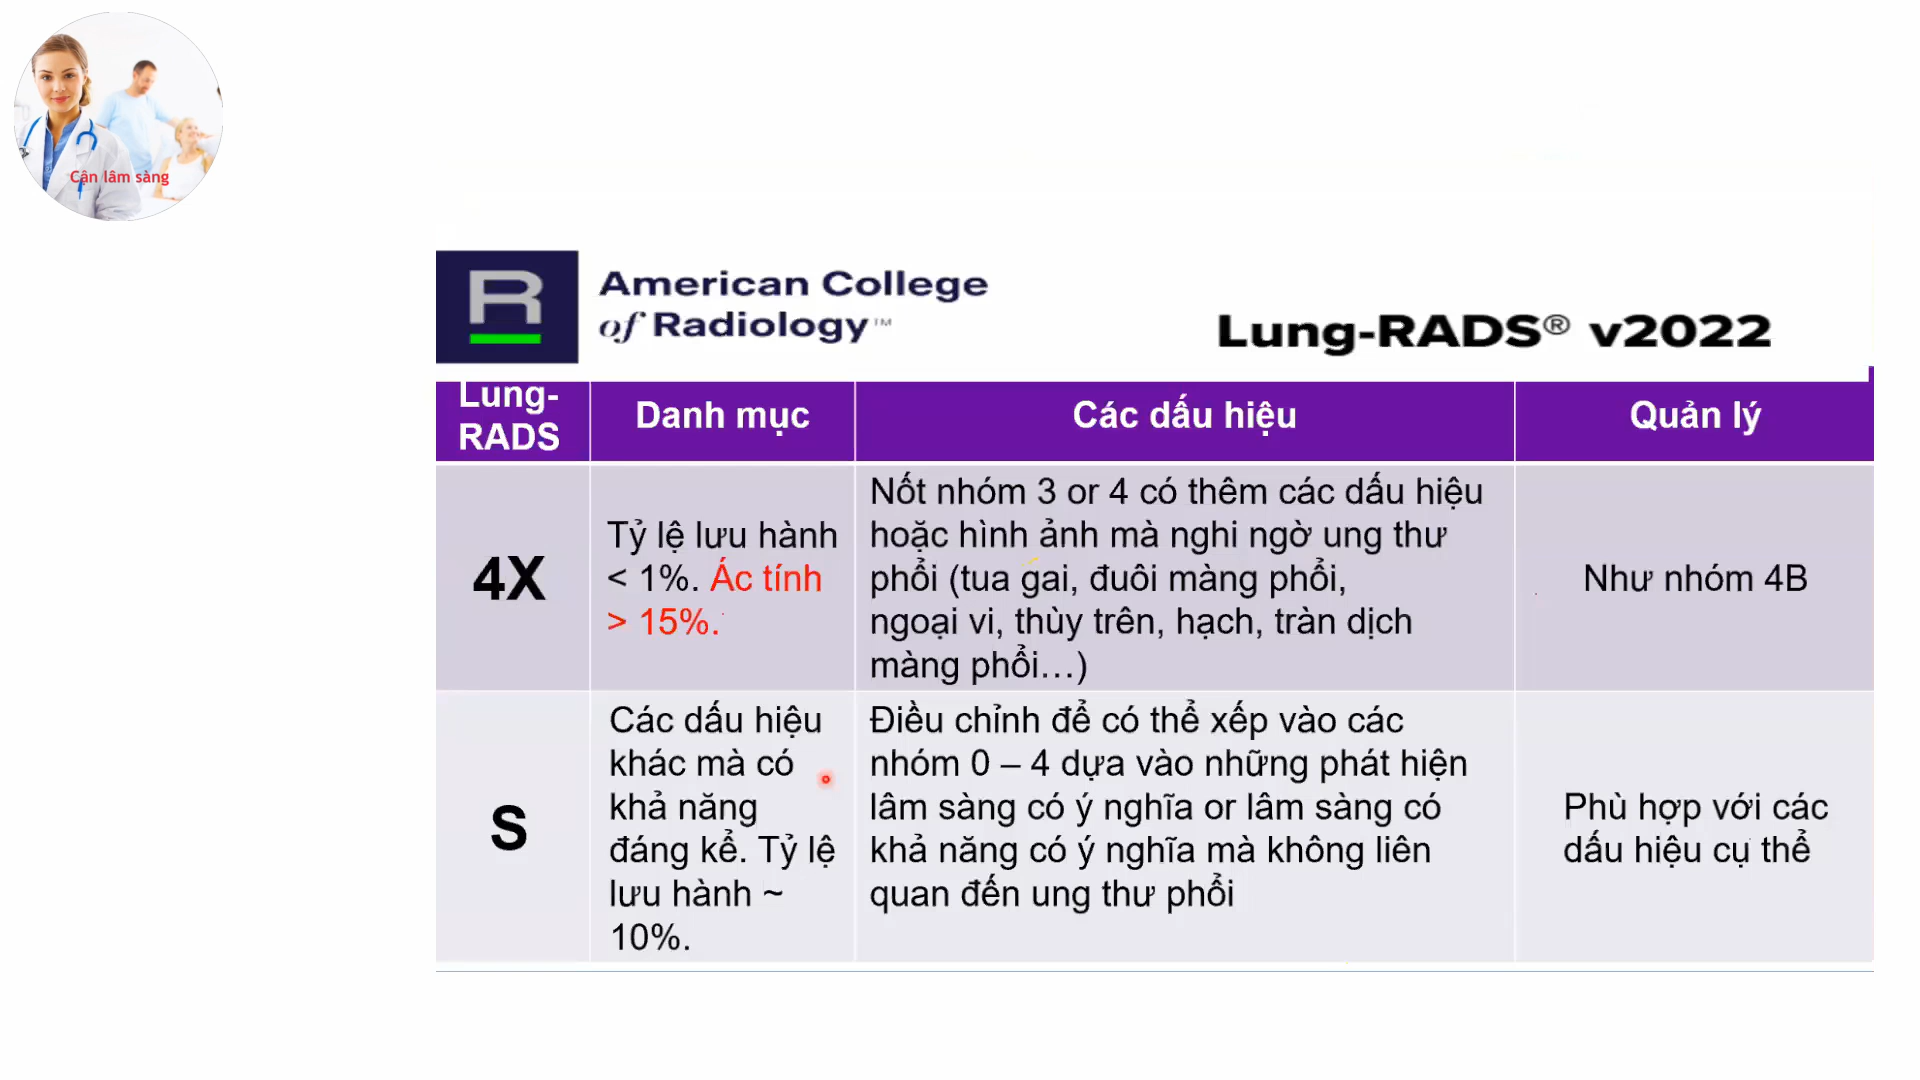 Cận lâm sàng
R
American College
of Radiology™
Lung-RADS® v2022
Lung-
RADS
Danh mục
Các dấu hiệu
Quản lý
4X
Tỷ lệ lưu hành
< 1%. Ác tính
> 15%.
Nốt nhóm 3 or 4 có thêm các dấu hiệu
hoặc hình ảnh mà nghi ngờ ung thư
phổi (tua gai, đuôi màng phổi,
ngoại vi, thùy trên, hạch, tràn dịch
màng phổi…)
Như nhóm 4B
S
Các dấu hiệu
khác mà có
khả năng
đáng kể. Tỷ lệ
lưu hành ~
10%.
Điều chỉnh để có thể xếp vào các
nhóm 0 – 4 dựa vào những phát hiện
lâm sàng có ý nghĩa or lâm sàng có
khả năng có ý nghĩa mà không liên
quan đến ung thư phổi
Phù hợp với các
dấu hiệu cụ thể